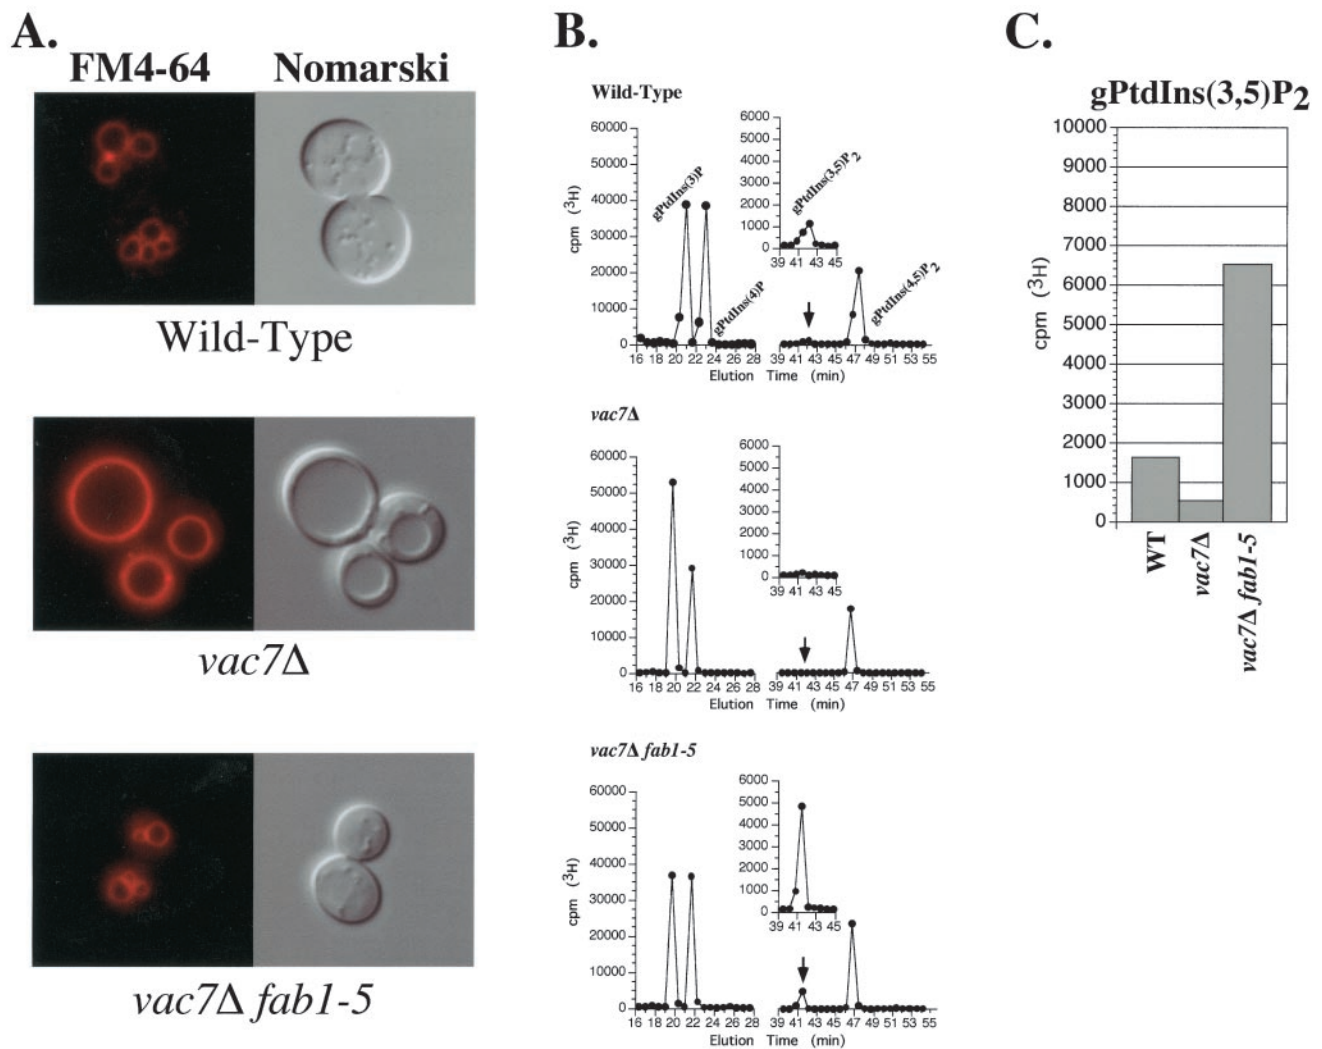 A.
FM4-64 Nomarski
Wild-Type
vac7Δ
vac7Δ fab1-5
B.
Wild-Type
60000
50000
40000
30000
20000
10000
0
cpm (³H)
gPtdIns(3)P
gPtdIns(4)P
16 18 20 22 24 26 28
6000
5000
4000
3000
2000
1000
0
gPtdIns(3,5)P₂
39 41 43 45
gPtdIns(4,5)P₂
39 41 43 45 47 49 51 53 55
Elution Time (min)
vac7Δ
60000
50000
40000
30000
20000
10000
0
cpm (³H)
16 18 20 22 24 26 28
6000
5000
4000
3000
2000
1000
0
39 41 43 45
39 41 43 45 47 49 51 53 55
Elution Time (min)
vac7Δ fab1-5
60000
50000
40000
30000
20000
10000
0
cpm (³H)
16 18 20 22 24 26 28
6000
5000
4000
3000
2000
1000
0
39 41 43 45
39 41 43 45 47 49 51 53 55
Elution Time (min)
C.
gPtdIns(3,5)P₂
10000
9000
8000
7000
6000
5000
4000
3000
2000
1000
0
cpm (³H)
WT
vac7Δ
vac7Δ fab1-5